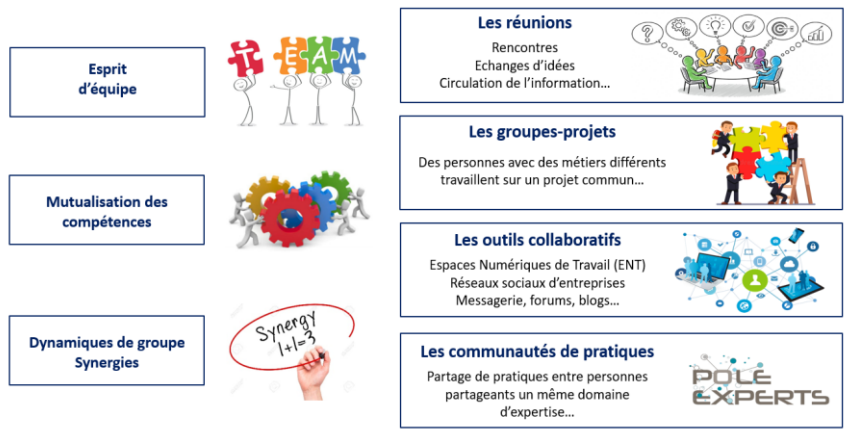 Esprit
d'équipe
TEAM
Mutualisation des
compétences
Dynamiques de groupe
Synergies
Synergy
1+1=3
Les réunions
Rencontres
Echanges d'idées
Circulation de l'information…
?
Les groupes-projets
Des personnes avec des métiers différents
travaillent sur un projet commun…
Les outils collaboratifs
Espaces Numériques de Travail (ENT)
Réseaux sociaux d'entreprises
Messagerie, forums, blogs…
Les communautés de pratiques
Partage de pratiques entre personnes
partageants un même domaine
d'expertise…
POLE
EXPERTS